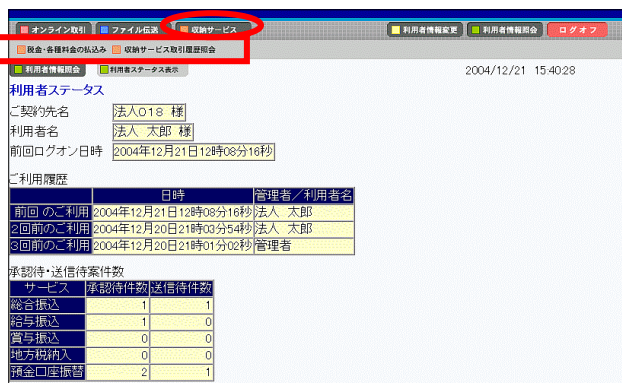 オンライン取引 ファイル伝送 収納サービス 利用者情報変更 利用者情報照会 ログオフ
税金・各種料金の払込み 収納サービス取引履歴照会
利用者情報照会 利用者ステータス表示 2004/12/21 15:40:28
利用者ステータス
ご契約先名 法人018 様
利用者名 法人 太郎 様
前回ログオン日時 2004年12月21日12時08分16秒
ご利用履歴
日時 管理者/利用者名
前回 のご利用 2004年12月21日12時08分16秒 法人 太郎
2回前のご利用 2004年12月20日21時03分54秒 法人 太郎
3回前のご利用 2004年12月20日21時01分02秒 管理者
承認待・送信待案件数
サービス 承認待件数 送信待件数
総合振込 1 1
給与振込 1 0
賞与振込 0 0
地方税納入 0 0
預金口座振替 2 1